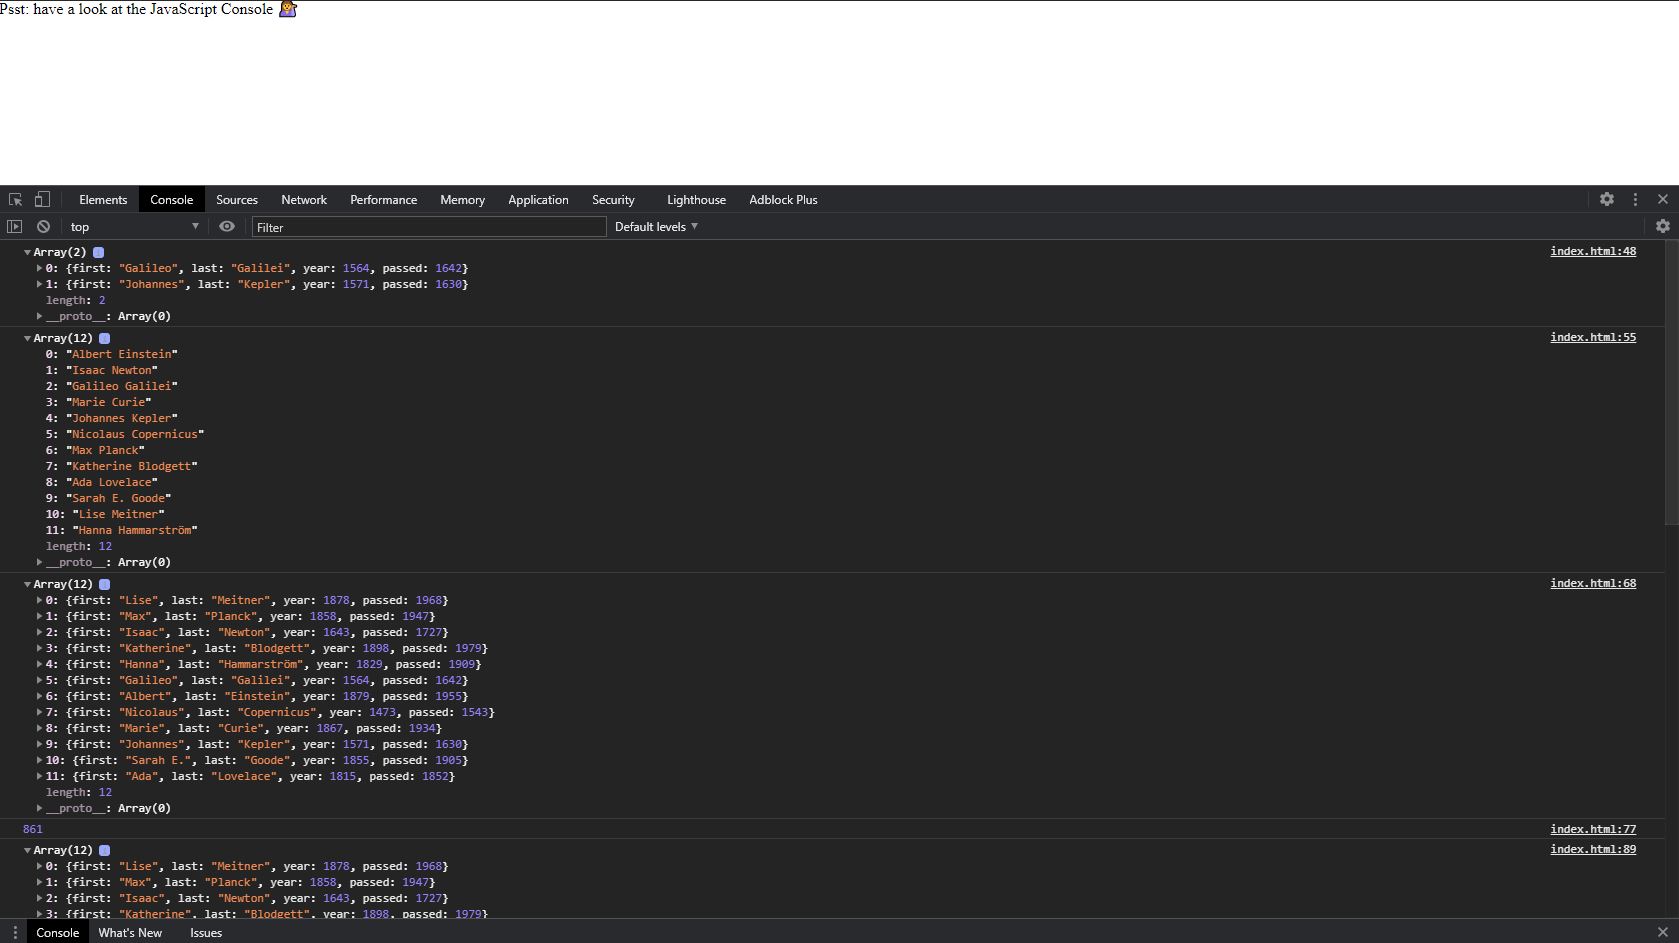 Psst: have a look at the JavaScript Console 🤷
Elements Console Sources Network Performance Memory Application Security Lighthouse Adblock Plus
top Filter Default levels
Array(2) index.html:48
0: {first: "Galileo", last: "Galilei", year: 1564, passed: 1642}
1: {first: "Johannes", last: "Kepler", year: 1571, passed: 1630}
length: 2
__proto__: Array(0)
Array(12) index.html:55
0: "Albert Einstein"
1: "Isaac Newton"
2: "Galileo Galilei"
3: "Marie Curie"
4: "Johannes Kepler"
5: "Nicolaus Copernicus"
6: "Max Planck"
7: "Katherine Blodgett"
8: "Ada Lovelace"
9: "Sarah E. Goode"
10: "Lise Meitner"
11: "Hanna Hammarström"
length: 12
__proto__: Array(0)
Array(12) index.html:68
0: {first: "Lise", last: "Meitner", year: 1878, passed: 1968}
1: {first: "Max", last: "Planck", year: 1858, passed: 1947}
2: {first: "Isaac", last: "Newton", year: 1643, passed: 1727}
3: {first: "Katherine", last: "Blodgett", year: 1898, passed: 1979}
4: {first: "Hanna", last: "Hammarström", year: 1829, passed: 1909}
5: {first: "Galileo", last: "Galilei", year: 1564, passed: 1642}
6: {first: "Albert", last: "Einstein", year: 1879, passed: 1955}
7: {first: "Nicolaus", last: "Copernicus", year: 1473, passed: 1543}
8: {first: "Marie", last: "Curie", year: 1867, passed: 1934}
9: {first: "Johannes", last: "Kepler", year: 1571, passed: 1630}
10: {first: "Sarah E.", last: "Goode", year: 1855, passed: 1905}
11: {first: "Ada", last: "Lovelace", year: 1815, passed: 1852}
length: 12
__proto__: Array(0)
861 index.html:77
Array(12) index.html:89
0: {first: "Lise", last: "Meitner", year: 1878, passed: 1968}
1: {first: "Max", last: "Planck", year: 1858, passed: 1947}
2: {first: "Isaac", last: "Newton", year: 1643, passed: 1727}
3: {first: "Katherine", last: "Blodgett", year: 1898, passed: 1979}
Console What's New Issues